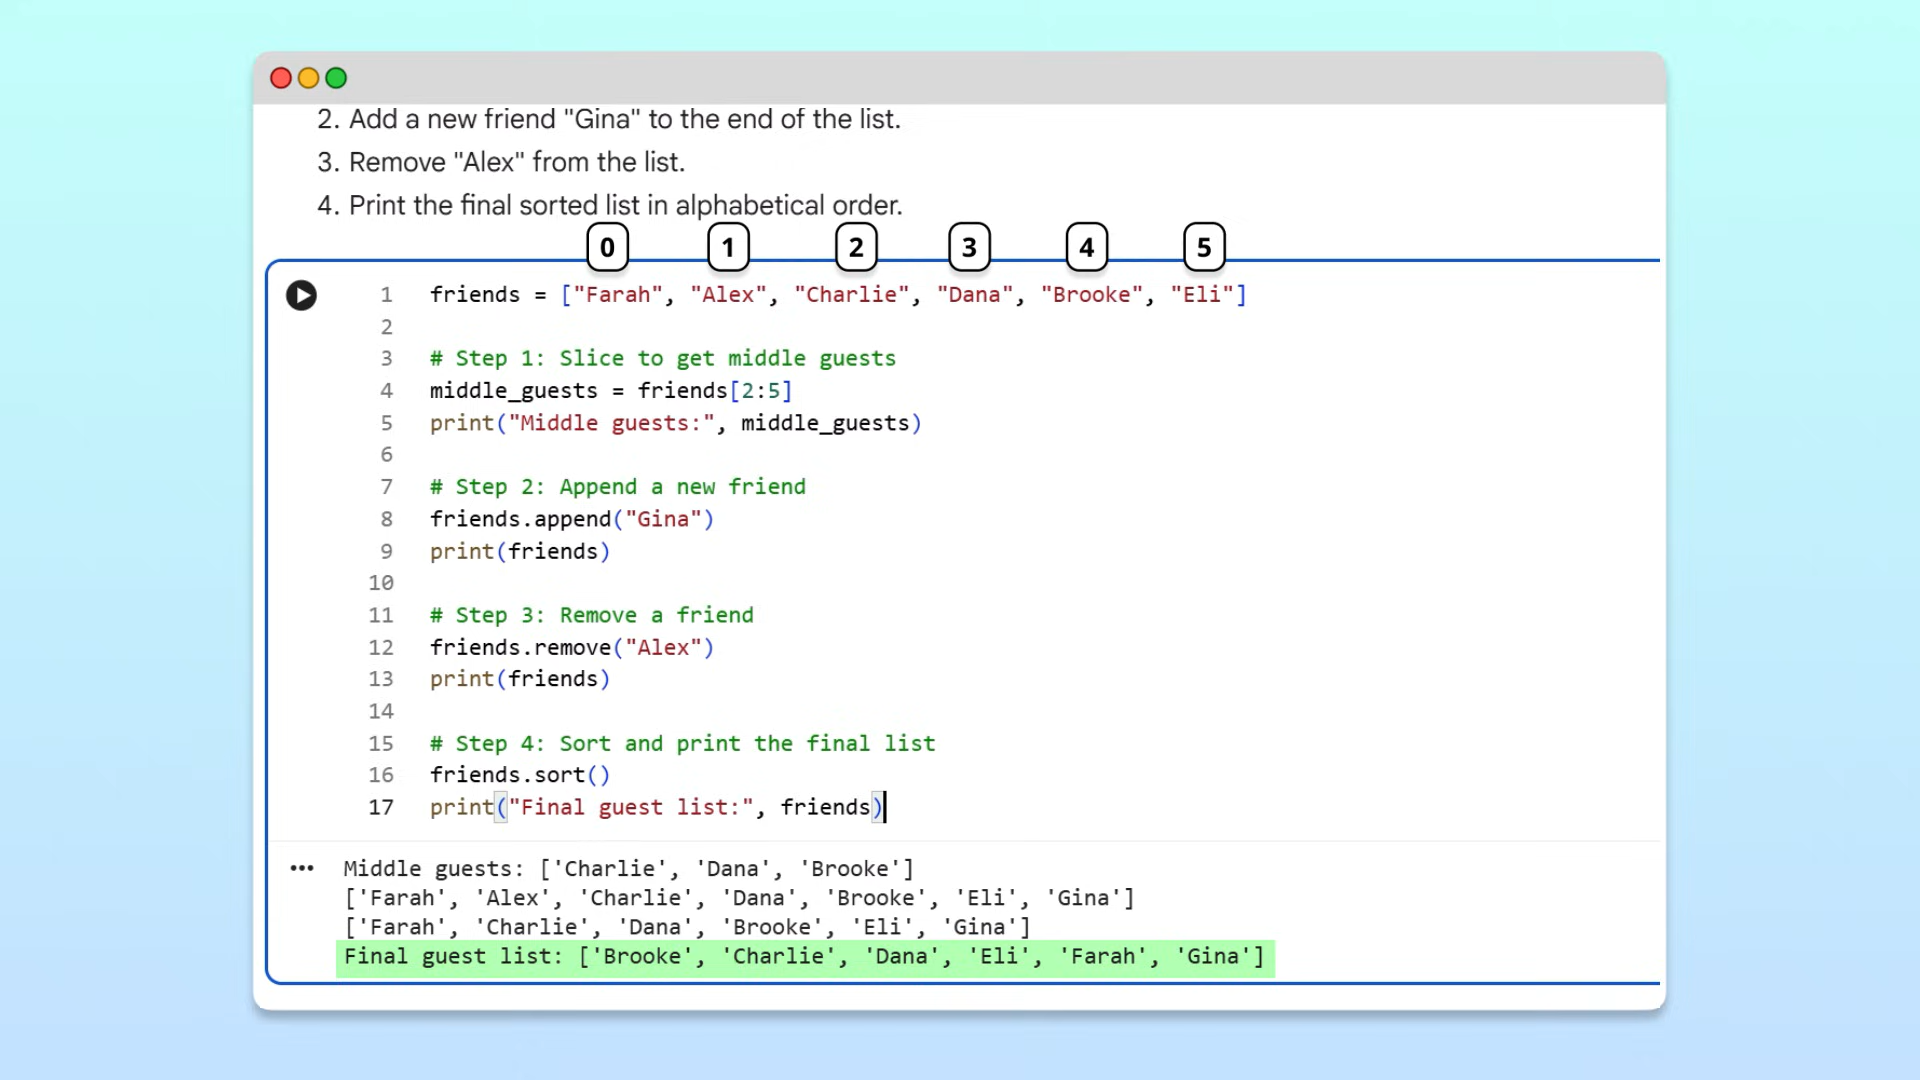 2. Add a new friend "Gina" to the end of the list.
3. Remove "Alex" from the list.
4. Print the final sorted list in alphabetical order.
0 1 2 3 4 5
1 friends = ["Farah", "Alex", "Charlie", "Dana", "Brooke", "Eli"]
2
3 # Step 1: Slice to get middle guests
4 middle_guests = friends[2:5]
5 print("Middle guests:", middle_guests)
6
7 # Step 2: Append a new friend
8 friends.append("Gina")
9 print(friends)
10
11 # Step 3: Remove a friend
12 friends.remove("Alex")
13 print(friends)
14
15 # Step 4: Sort and print the final list
16 friends.sort()
17 print("Final guest list:", friends)
Middle guests: ['Charlie', 'Dana', 'Brooke']
['Farah', 'Alex', 'Charlie', 'Dana', 'Brooke', 'Eli', 'Gina']
['Farah', 'Charlie', 'Dana', 'Brooke', 'Eli', 'Gina']
Final guest list: ['Brooke', 'Charlie', 'Dana', 'Eli', 'Farah', 'Gina']